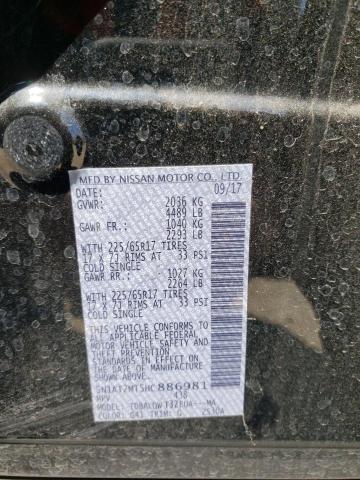 MFD BY NISSAN MOTOR CO., LTD.
DATE: 09/17
GVWR: 2036 KG
4489 LB
GAWR FR: 1040 KG
2293 LB
WITH 225/65R17 TIRES
17 X 7J RIMS AT 33 PSI
COLD SINGLE
GAWR RR: 1027 KG
2264 LB
WITH 225/65R17 TIRES
17 X 7J RIMS AT 33 PSI
COLD SINGLE
THIS VEHICLE CONFORMS
TO ALL APPLICABLE FEDERAL
MOTOR VEHICLE SAFETY AND
THEFT PREVENTION
STANDARDS IN EFFECT ON
THE DATE OF MANUFACTURE
SHOWN ABOVE
5N1AT2MT5HC886981
MPV 438
MODEL:
COLOR: G41 TRIM: G